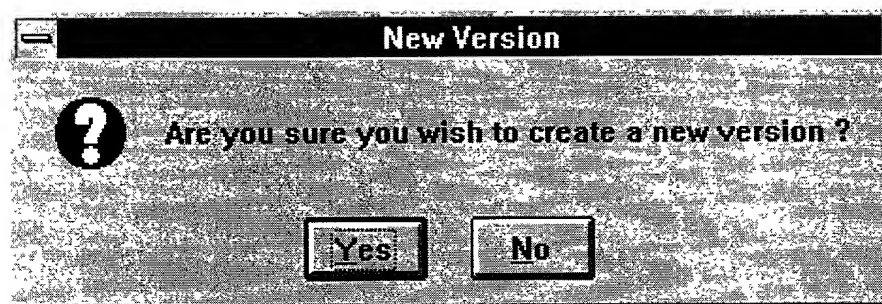 New Version
Are you sure you wish to create a new version ?
Yes
No